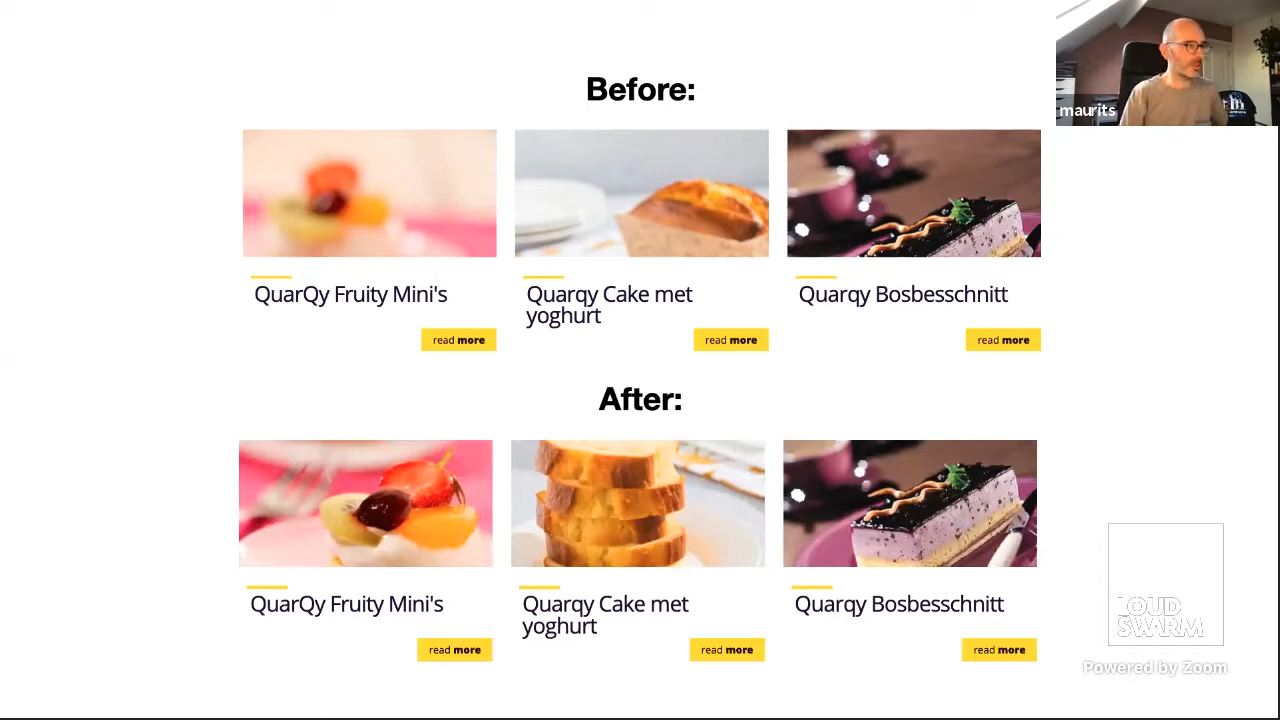 Before:
maurits
QuarQy Fruity Mini's
Quarqy Cake met
yoghurt
Quarqy Bosbesschnitt
read more
read more
read more
After:
QuarQy Fruity Mini's
Quarqy Cake met
yoghurt
Quarqy Bosbesschnitt
read more
read more
read more
LOUD
SWARM
Powered by Zoom